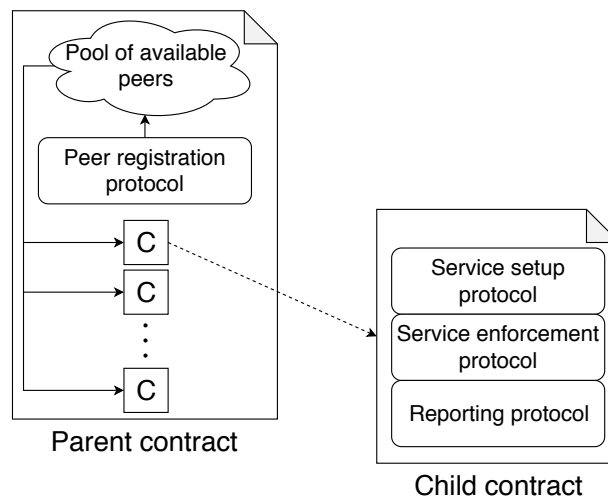 Pool of available
peers
Peer registration
protocol
C
C
C
Parent contract
Service setup
protocol
Service enforcement
protocol
Reporting protocol
Child contract